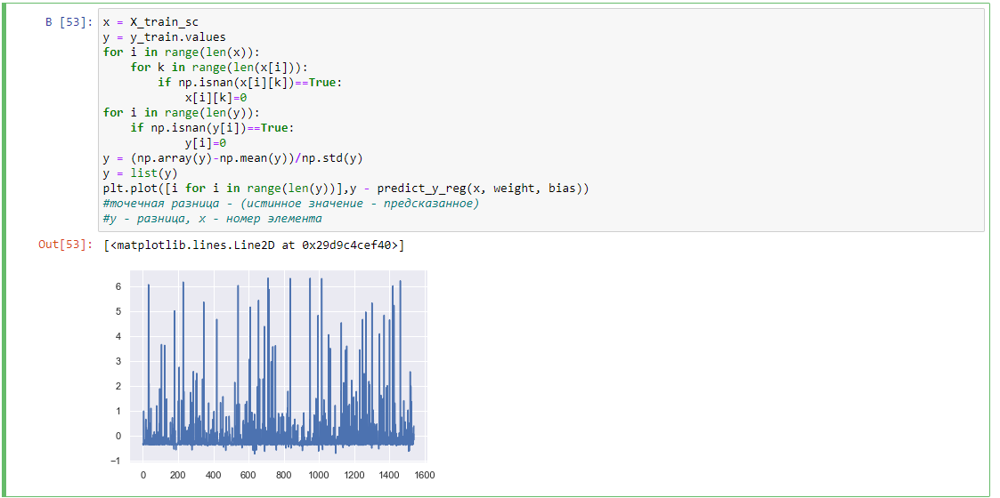 В [53]: x = X_train_sc
y = y_train.values
for i in range(len(x)):
    for k in range(len(x[i])):
        if np.isnan(x[i][k])==True:
            x[i][k]=0
for i in range(len(y)):
    if np.isnan(y[i])==True:
            y[i]=0
y = (np.array(y)-np.mean(y))/np.std(y)
y = list(y)
plt.plot([i for i in range(len(y))],y - predict_y_reg(x, weight, bias))
#точечная разница - (истинное значение - предсказанное)
#y - разница, x - номер элемента
Out[53]: [<matplotlib.lines.Line2D at 0x29d9c4cef40>]
6
5
4
3
2
1
0
−1
0 200 400 600 800 1000 1200 1400 1600